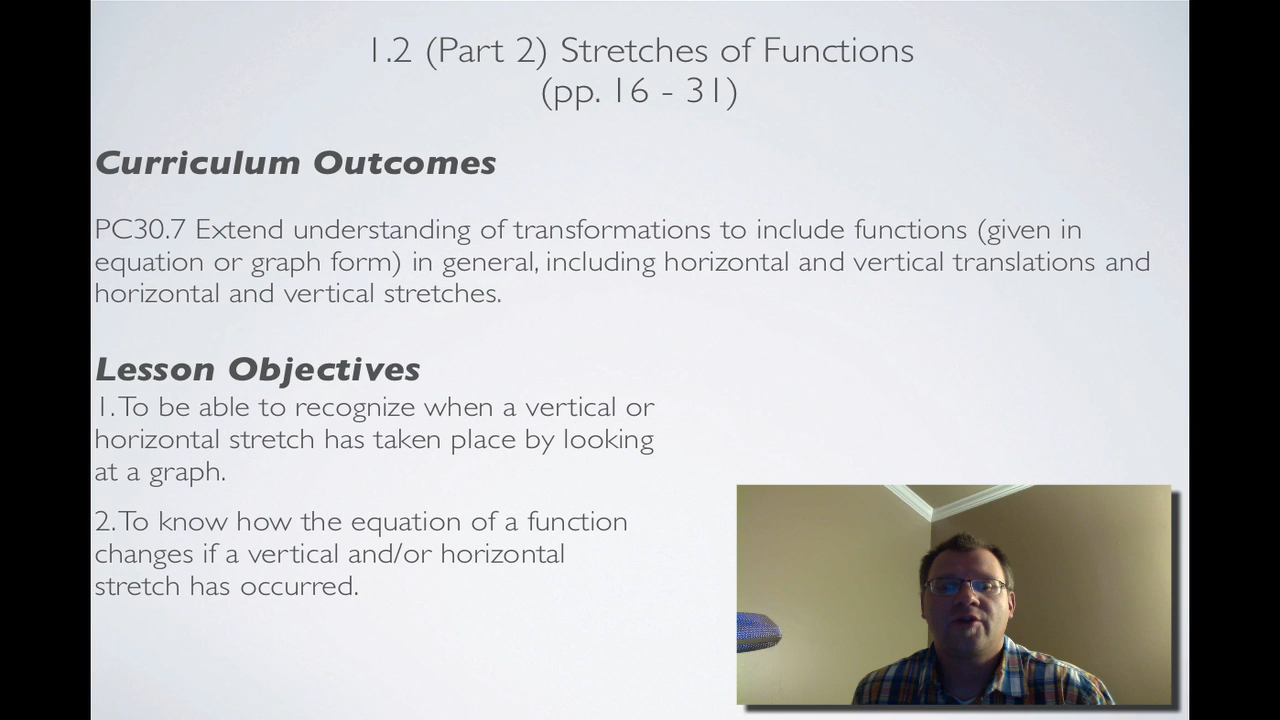 1.2 (Part 2) Stretches of Functions
(pp. 16 - 31)
Curriculum Outcomes
PC30.7 Extend understanding of transformations to include functions (given in
equation or graph form) in general, including horizontal and vertical translations and
horizontal and vertical stretches.
Lesson Objectives
1. To be able to recognize when a vertical or
horizontal stretch has taken place by looking
at a graph.
2. To know how the equation of a function
changes if a vertical and/or horizontal
stretch has occurred.